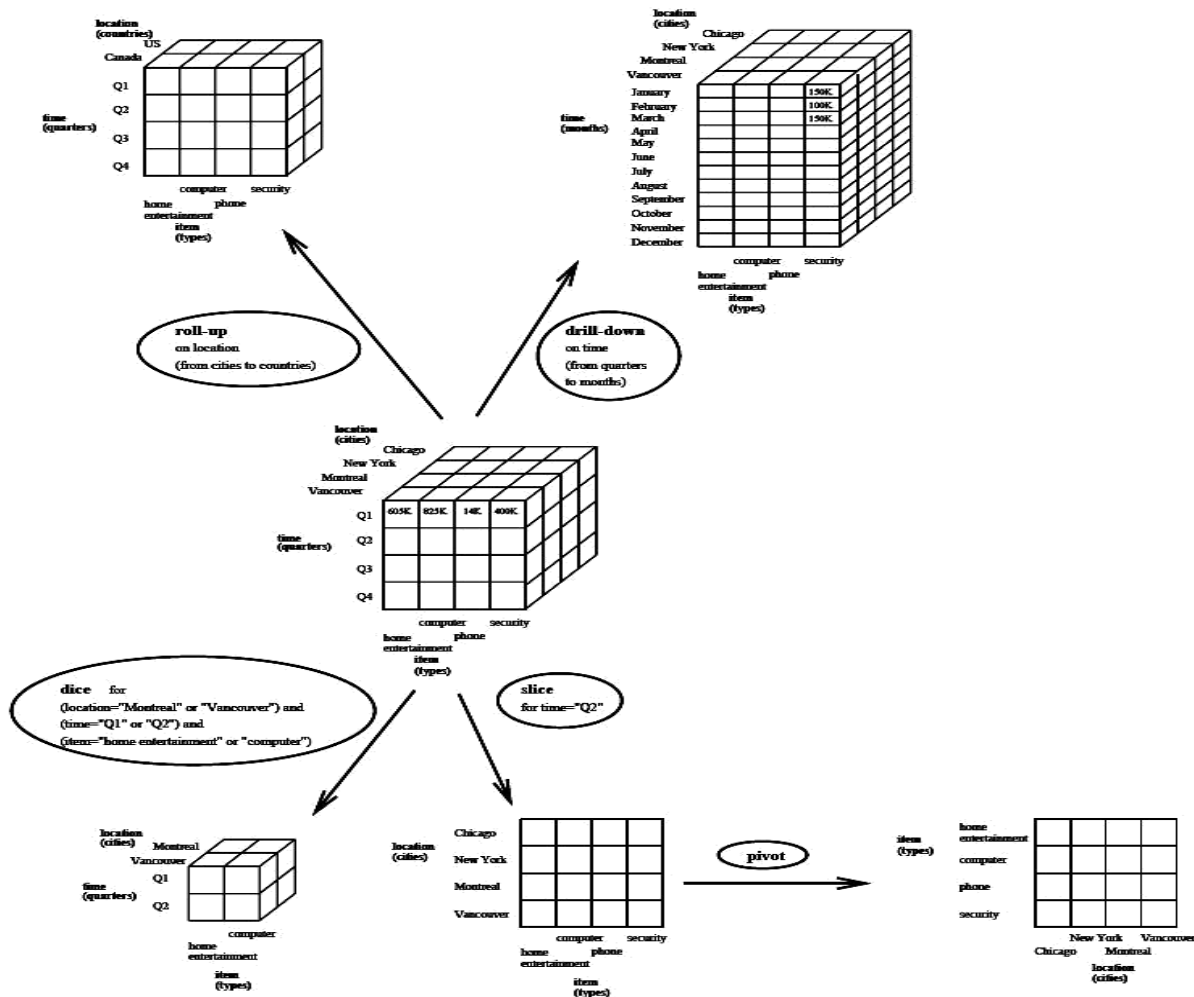 location
(countries)
US
Canada
Q1
Q2
time
(quarters)
Q3
Q4
computer
security
home
phone
entertainment
item
(types)
location
(cities)
Chicago
New York
Montreal
Vancouver
January
150K
February
100K
time
(months)
March
150K
April
May
June
July
August
September
October
November
December
computer
security
home
phone
entertainment
item
(types)
roll-up
on location
(from cities to countries)
drill-down
on time
(from quarters
to months)
location
(cities)
Chicago
New York
Montreal
Vancouver
Q1
605K 825K 14K 400K
time
(quarters)
Q2
Q3
Q4
computer
security
home
phone
entertainment
item
(types)
dice for
(location="Montreal" or "Vancouver") and
(time="Q1" or "Q2") and
(item="home entertainment" or "computer")
slice
for time="Q2"
location
(cities)
Montreal
Vancouver
time
(quarters)
Q1
Q2
computer
home
entertainment
item
(types)
location
(cities)
Chicago
New York
Montreal
Vancouver
computer
security
home
phone
entertainment
item
(types)
pivot
item
(types)
home
entertainment
computer
phone
security
New York
Vancouver
Chicago
Montreal
location
(cities)